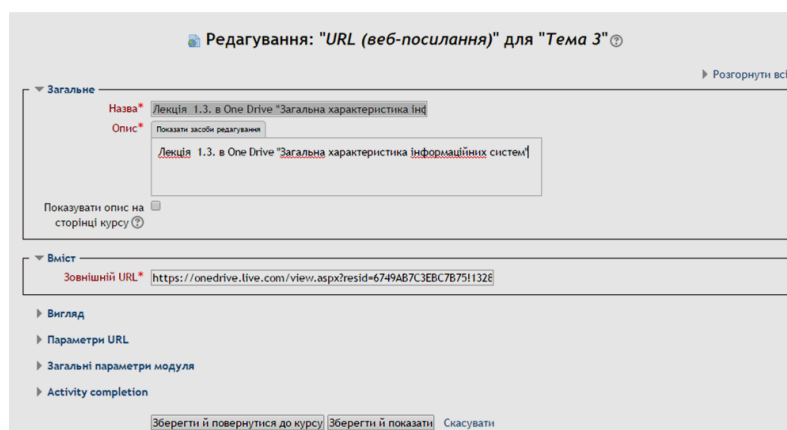 Редагування: "URL (веб-посилання)" для "Тема 3"
Розгорнути всі
Загальне
Назва* Лекція 1.3. в One Drive "Загальна характеристика інф
Опис* Показати засоби редагування
Лекція 1.3. в One Drive "Загальна характеристика інформаційних систем"
Показувати опис на
сторінці курсу
Вміст
Зовнішній URL* https://onedrive.live.com/view.aspx?resid=6749AB7C3EBC7B75!1328
Вигляд
Параметри URL
Загальні параметри модуля
Activity completion
Зберегти й повернутися до курсу Зберегти й показати Скасувати